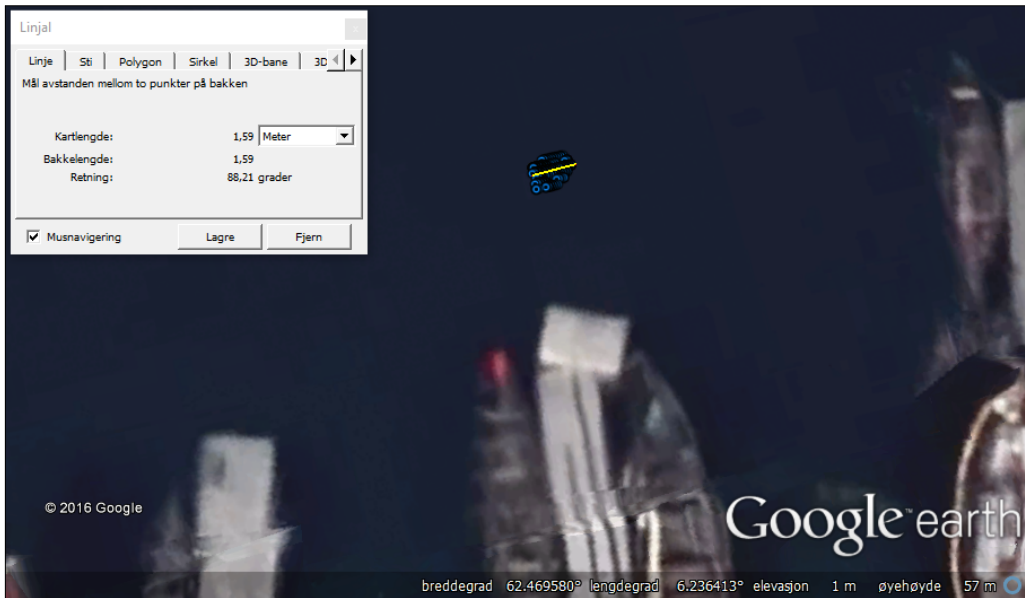 Linjal
Linje Sti Polygon Sirkel 3D-bane 3D
Mål avstanden mellom to punkter på bakken
Kartlengde: 1,59 Meter
Bakkelengde: 1,59
Retning: 88,21 grader
Musnavigering Lagre Fjern
© 2016 Google
Google™ earth
breddegrad 62.469580° lengdegrad 6.236413° elevasjon 1 m øyehøyde 57 m